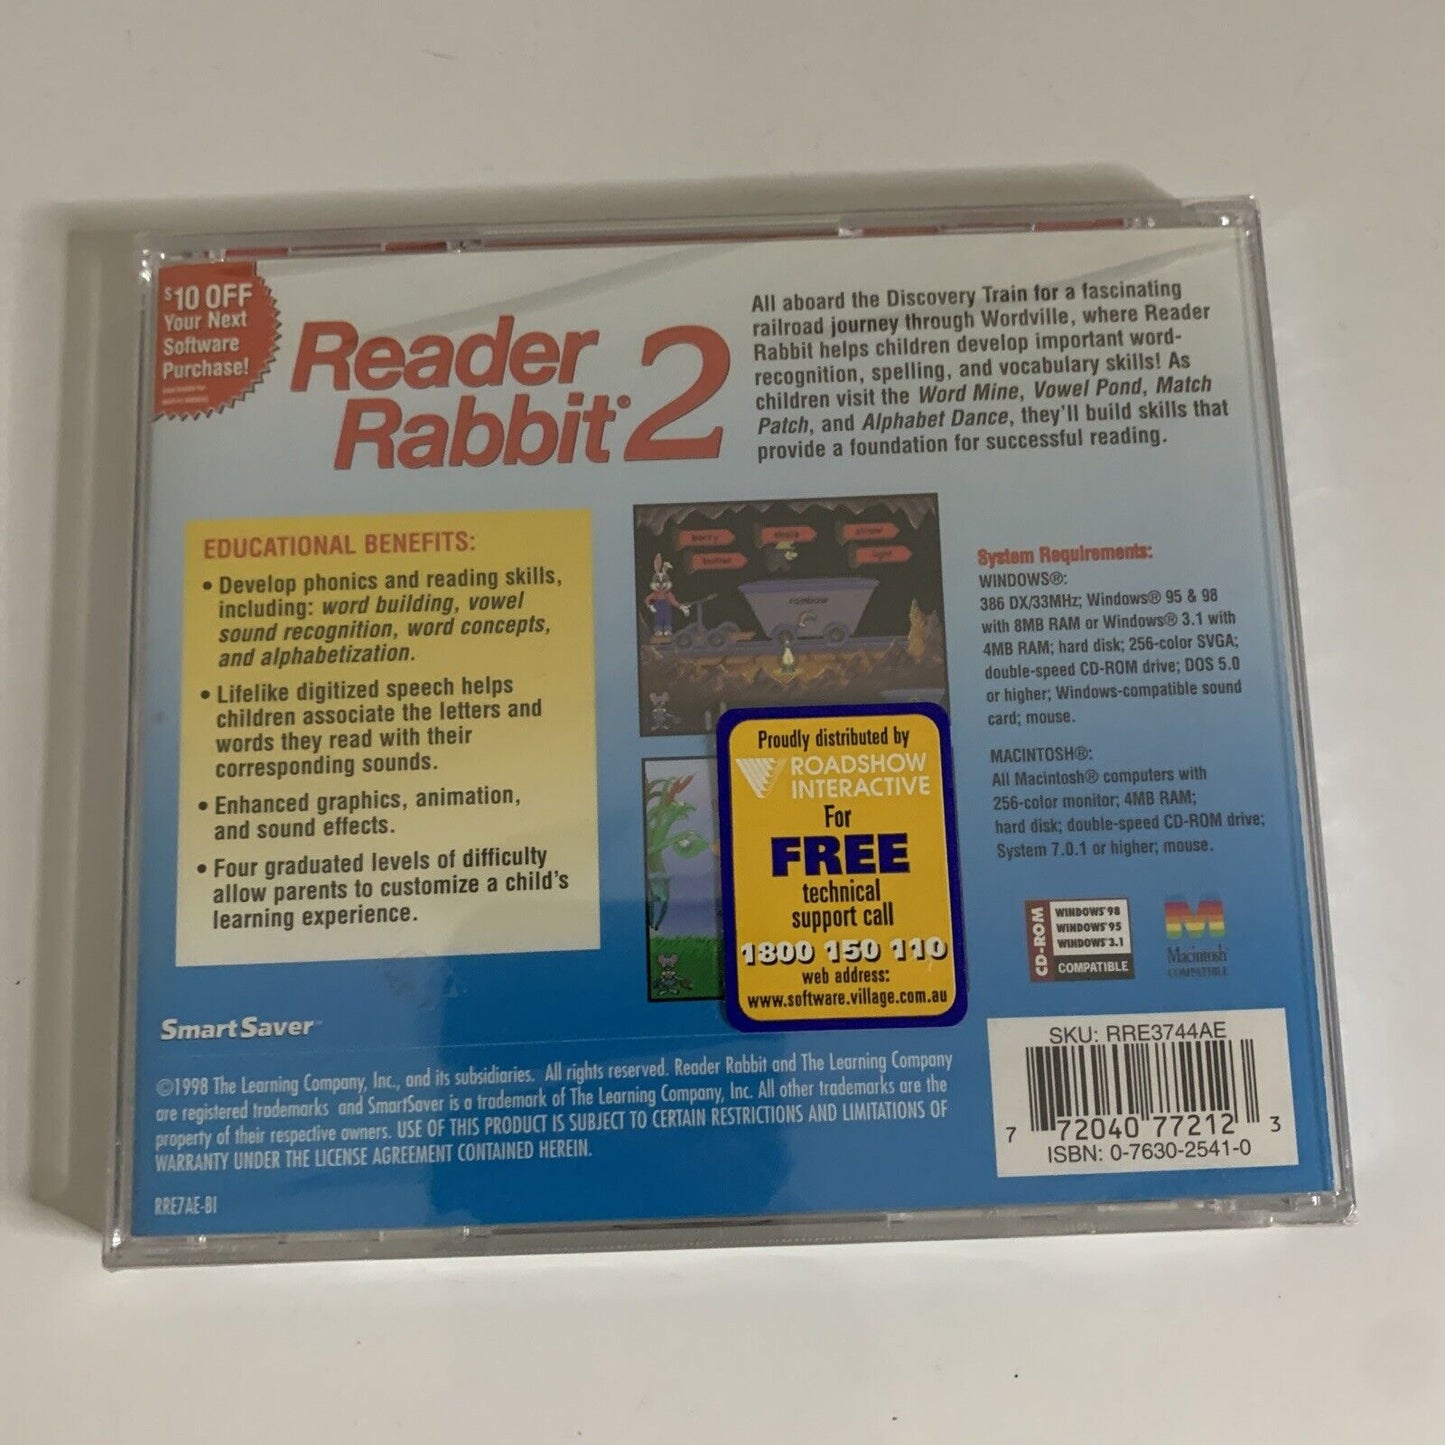 $10 OFF
Your Next
Software
Purchase!
Reader
Rabbit® 2
All aboard the Discovery Train for a fascinating
railroad journey through Wordville, where Reader
Rabbit helps children develop important word-
recognition, spelling, and vocabulary skills! As
children visit the Word Mine, Vowel Pond, Match
Patch, and Alphabet Dance, they'll build skills that
provide a foundation for successful reading.
EDUCATIONAL BENEFITS:
• Develop phonics and reading skills,
including: word building, vowel
sound recognition, word concepts,
and alphabetization.
• Lifelike digitized speech helps
children associate the letters and
words they read with their
corresponding sounds.
• Enhanced graphics, animation,
and sound effects.
• Four graduated levels of difficulty
allow parents to customize a child's
learning experience.
Proudly distributed by
ROADSHOW
INTERACTIVE
For
FREE
technical
support call
1800 150 110
web address:
www.software.village.com.au
System Requirements:
WINDOWS®:
386 DX/33MHz; Windows® 95 & 98
with 8MB RAM or Windows® 3.1 with
4MB RAM; hard disk; 256-color SVGA;
double-speed CD-ROM drive; DOS 5.0
or higher; Windows-compatible sound
card; mouse.
MACINTOSH®:
All Macintosh® computers with
256-color monitor; 4MB RAM;
hard disk; double-speed CD-ROM drive;
System 7.0.1 or higher; mouse.
CD-ROM
WINDOWS® 98
WINDOWS® 95
WINDOWS® 3.1
COMPATIBLE
Macintosh
COMPATIBLE
SmartSaver™
©1998 The Learning Company, Inc., and its subsidiaries. All rights reserved. Reader Rabbit and The Learning Company
are registered trademarks and SmartSaver is a trademark of The Learning Company, Inc. All other trademarks are the
property of their respective owners. USE OF THIS PRODUCT IS SUBJECT TO CERTAIN RESTRICTIONS AND LIMITATIONS OF
WARRANTY UNDER THE LICENSE AGREEMENT CONTAINED HEREIN.
RRE7AE-BI
SKU: RRE3744AE
7 72040 77212 3
ISBN: 0-7630-2541-0